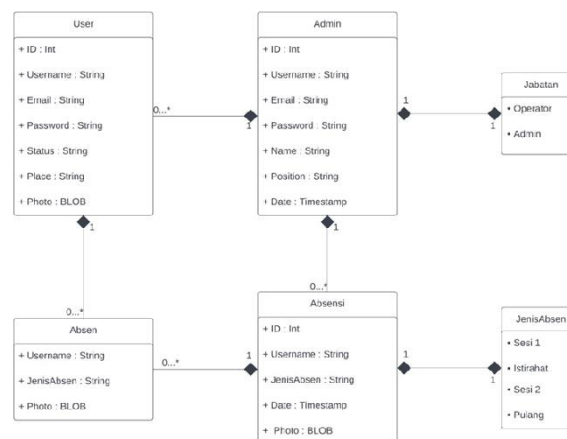 User
+ ID : Int
+ Username : String
+ Email : String
+ Password : String
+ Status : String
+ Place : String
+ Photo : BLOB
0...*
1
Admin
+ ID : Int
+ Username : String
+ Email : String
+ Password : String
+ Name : String
+ Position : String
+ Date : Timestamp
1
1
Jabatan
• Operator
• Admin
1
0...*
1
0...*
Absen
+ Username : String
+ JenisAbsen : String
+ Photo : BLOB
0...*
1
Absensi
+ ID : Int
+ Username : String
+ JenisAbsen : String
+ Date : Timestamp
+ Photo : BLOB
1
1
JenisAbsen
• Sesi 1
• Istirahat
• Sesi 2
• Pulang